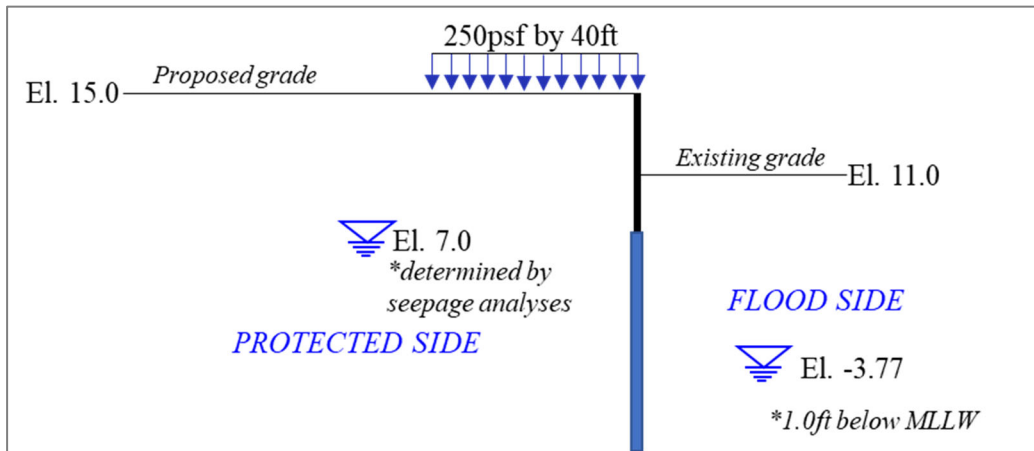 250psf by 40ft
Proposed grade
El. 15.0
Existing grade
El. 11.0
El. 7.0
*determined by
seepage analyses
FLOOD SIDE
PROTECTED SIDE
El. -3.77
*1.0ft below MLLW